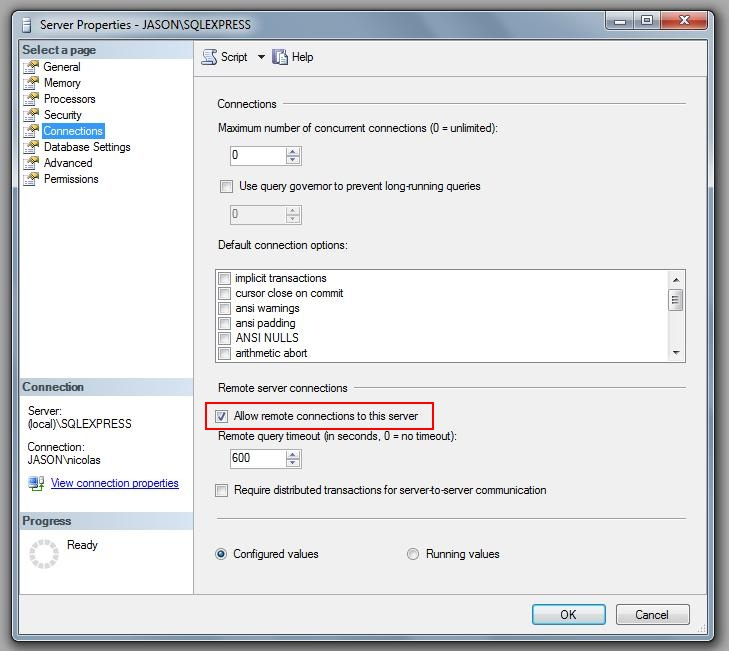 Server Properties - JASON\SQLEXPRESS
Select a page
General
Memory
Processors
Security
Connections
Database Settings
Advanced
Permissions
Script
Help
Connections
Maximum number of concurrent connections (0 = unlimited):
0
Use query governor to prevent long-running queries
0
Default connection options:
implicit transactions
cursor close on commit
ansi warnings
ansi padding
ANSI NULLS
arithmetic abort
Remote server connections
Allow remote connections to this server
Remote query timeout (in seconds, 0 = no timeout):
600
Require distributed transactions for server-to-server communication
Configured values
Running values
Connection
Server:
(local)\SQLEXPRESS
Connection:
JASON\nicolas
View connection properties
Progress
Ready
OK
Cancel